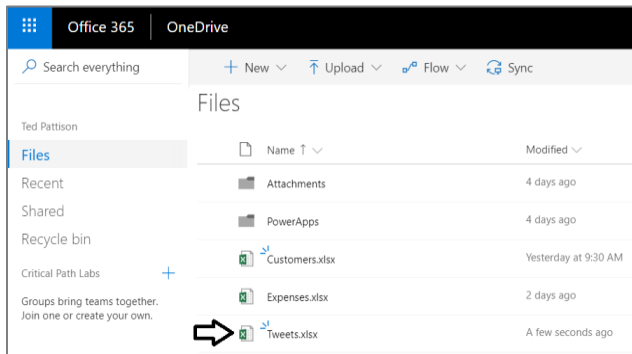 Office 365 OneDrive
Search everything
New Upload Flow Sync
Files
Ted Pattison
Files
Recent
Shared
Recycle bin
Critical Path Labs
Groups bring teams together.
Join one or create your own.
Name Modified
Attachments 4 days ago
PowerApps 4 days ago
Customers.xlsx Yesterday at 9:30 AM
Expenses.xlsx 2 days ago
Tweets.xlsx A few seconds ago